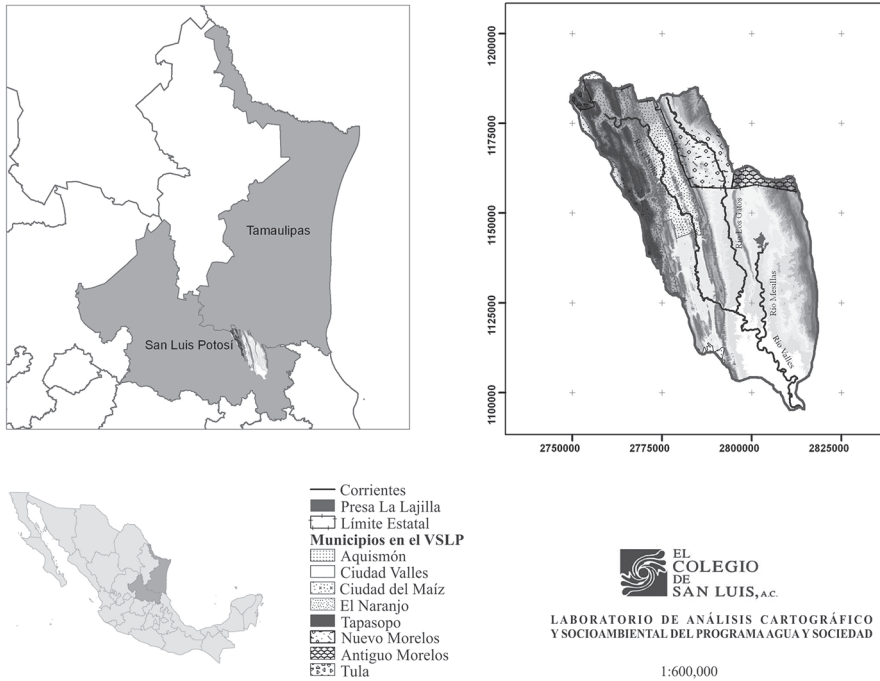 Tamaulipas
San Luis Potosí
1200000
1175000
1150000
1125000
1100000
2750000
2775000
2800000
2825000
Río Los Gatos
Río Mesillas
Río Valles
Corrientes
Presa La Lajilla
Límite Estatal
Municipios en el VSLP
Aquismón
Ciudad Valles
Ciudad del Maíz
El Naranjo
Tapasopo
Nuevo Morelos
Antiguo Morelos
Tula
EL
COLEGIO
DE
SAN LUIS, A.C.
LABORATORIO DE ANÁLISIS CARTOGRÁFICO
Y SOCIOAMBIENTAL DEL PROGRAMA AGUA Y SOCIEDAD
1:600,000